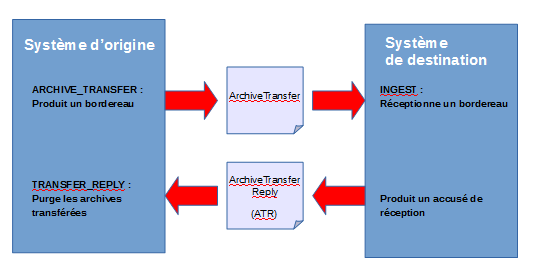 Système d'origine
ARCHIVE_TRANSFER :
Produit un bordereau
ArchiveTransfer
Système
de destination
INGEST :
Réceptionne un bordereau
TRANSFER_REPLY :
Purge les archives
transférées
ArchiveTransfer
Reply
(ATR)
Produit un accusé de
réception